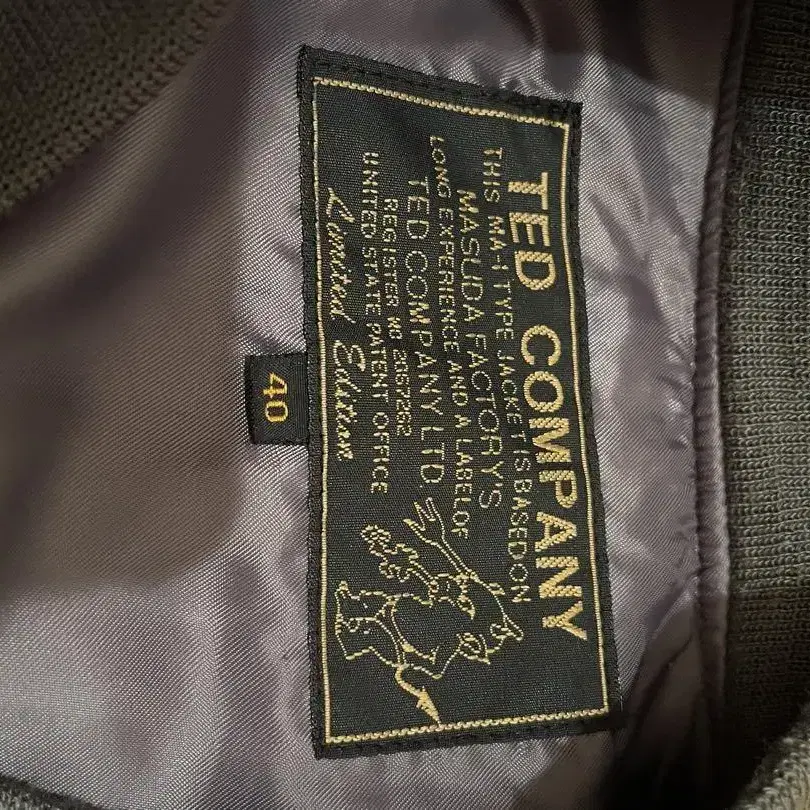 TED COMPANY
THIS MA-1 TYPE JACKET IS BASED ON
MASUDA FACTORY'S
LONG EXPERIENCE AND A LABEL OF
TED COMPANY LTD.
REGISTER NO 2057262
UNITED STATE PATENT OFFICE
Limited Edition
40